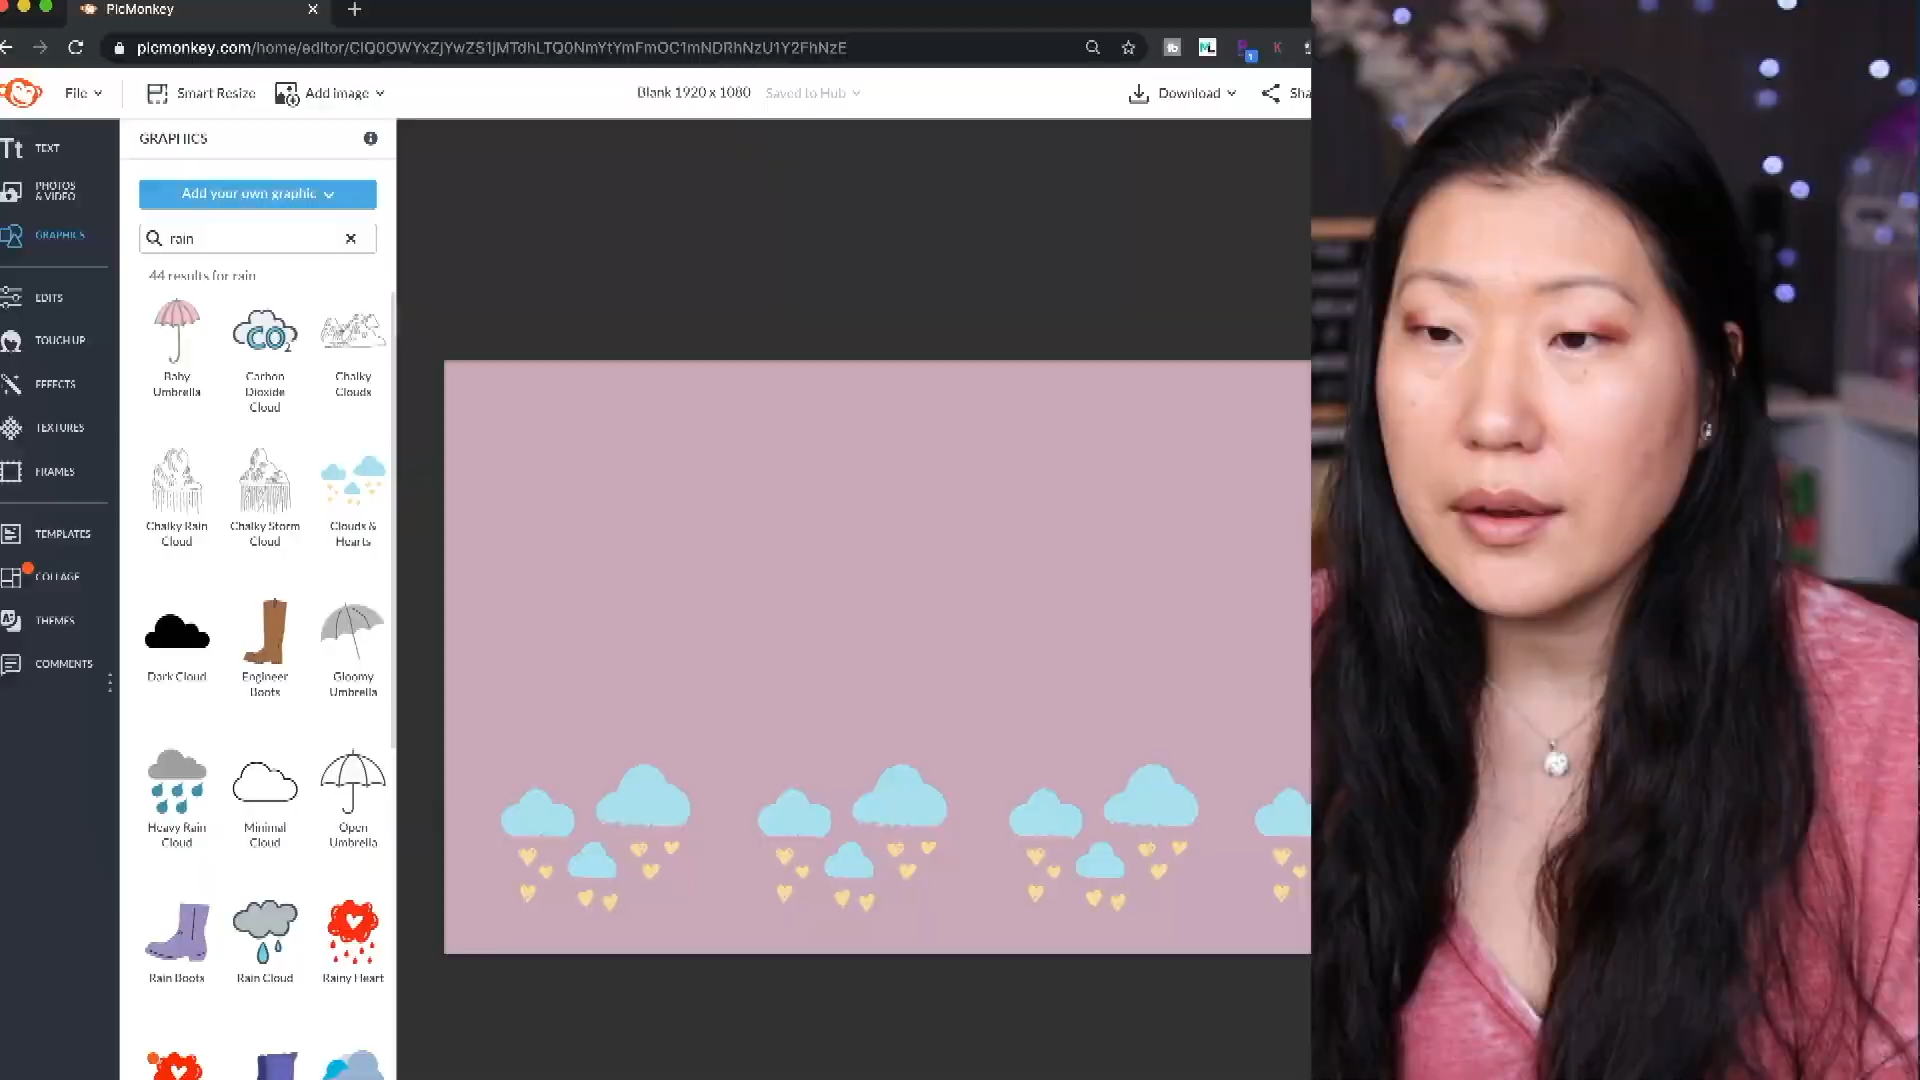 PicMonkey
picmonkey.com/home/editor/
File
Smart Resize
Add image
Blank 1920 x 1080
Saved to Hub
Download
Sha
GRAPHICS
Tt TEXT
PHOTOS
& VIDEO
GRAPHICS
EDITS
TOUCH UP
EFFECTS
TEXTURES
FRAMES
TEMPLATES
COLLAGE
THEMES
COMMENTS
Add your own graphic
rain
44 results for rain
Baby
Umbrella
Carbon
Dioxide
Cloud
CO2
Chalky
Clouds
Chalky Rain
Cloud
Chalky Storm
Cloud
Clouds &
Hearts
Dark Cloud
Engineer
Boots
Gloomy
Umbrella
Heavy Rain
Cloud
Minimal
Cloud
Open
Umbrella
Rain Boots
Rain Cloud
Rainy Heart